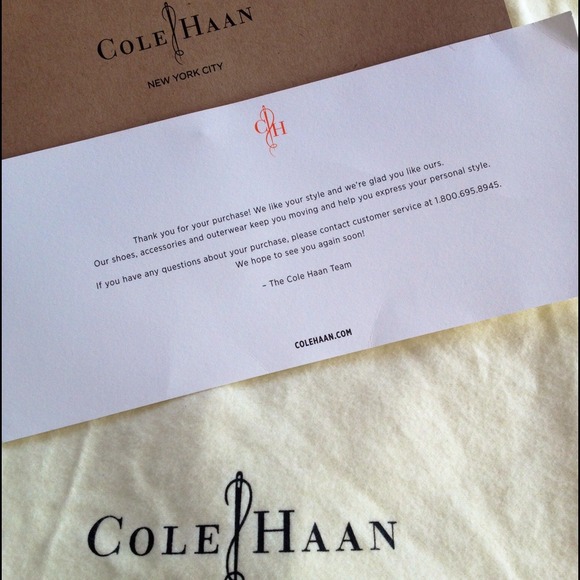 COLE HAAN
NEW YORK CITY
C H
Thank you for your purchase! We like your style and we're glad you like ours.
Our shoes, accessories and outerwear keep you moving and help you express your personal style.
If you have any questions about your purchase, please contact customer service at 1.800.695.8945.
We hope to see you again soon!
– The Cole Haan Team
COLEHAAN.COM
COLE HAAN